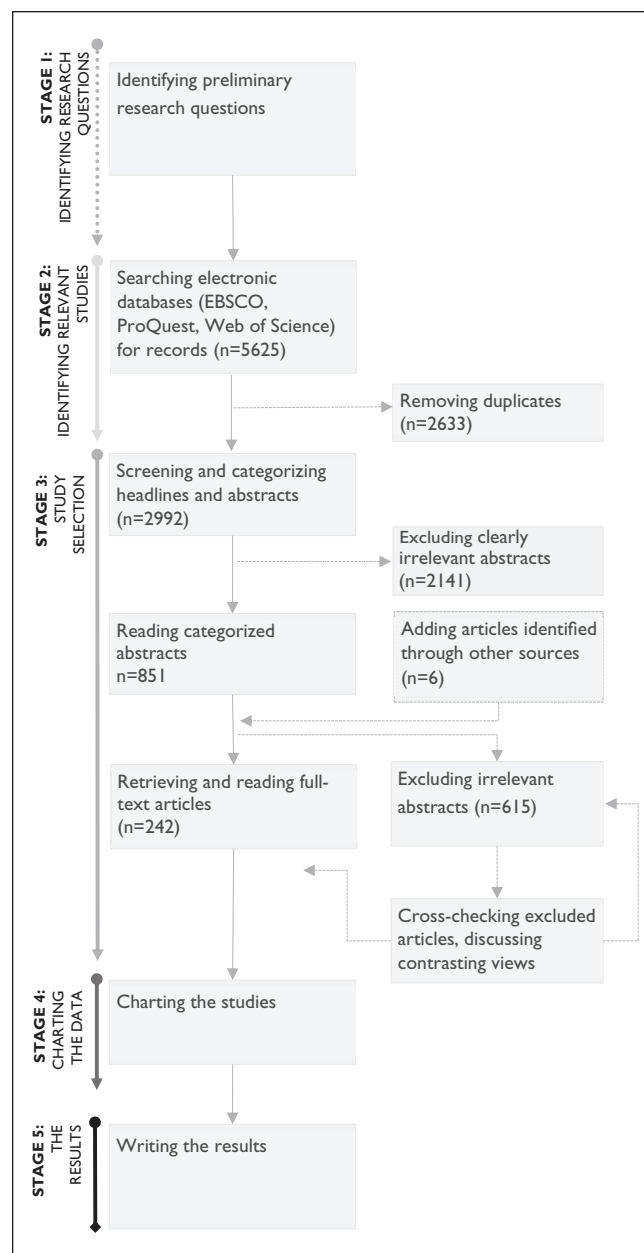 STAGE 1:
IDENTIFYING RESEARCH
QUESTIONS
Identifying preliminary
research questions
STAGE 2:
IDENTIFYING RELEVANT
STUDIES
Searching electronic
databases (EBSCO,
ProQuest, Web of Science)
for records (n=5625)
Removing duplicates
(n=2633)
STAGE 3:
STUDY
SELECTION
Screening and categorizing
headlines and abstracts
(n=2992)
Excluding clearly
irrelevant abstracts
(n=2141)
Reading categorized
abstracts
n=851
Adding articles identified
through other sources
(n=6)
Retrieving and reading full-
text articles
(n=242)
Excluding irrelevant
abstracts (n=615)
Cross-checking excluded
articles, discussing
contrasting views
STAGE 4:
CHARTING
THE DATA
Charting the studies
STAGE 5:
THE
RESULTS
Writing the results